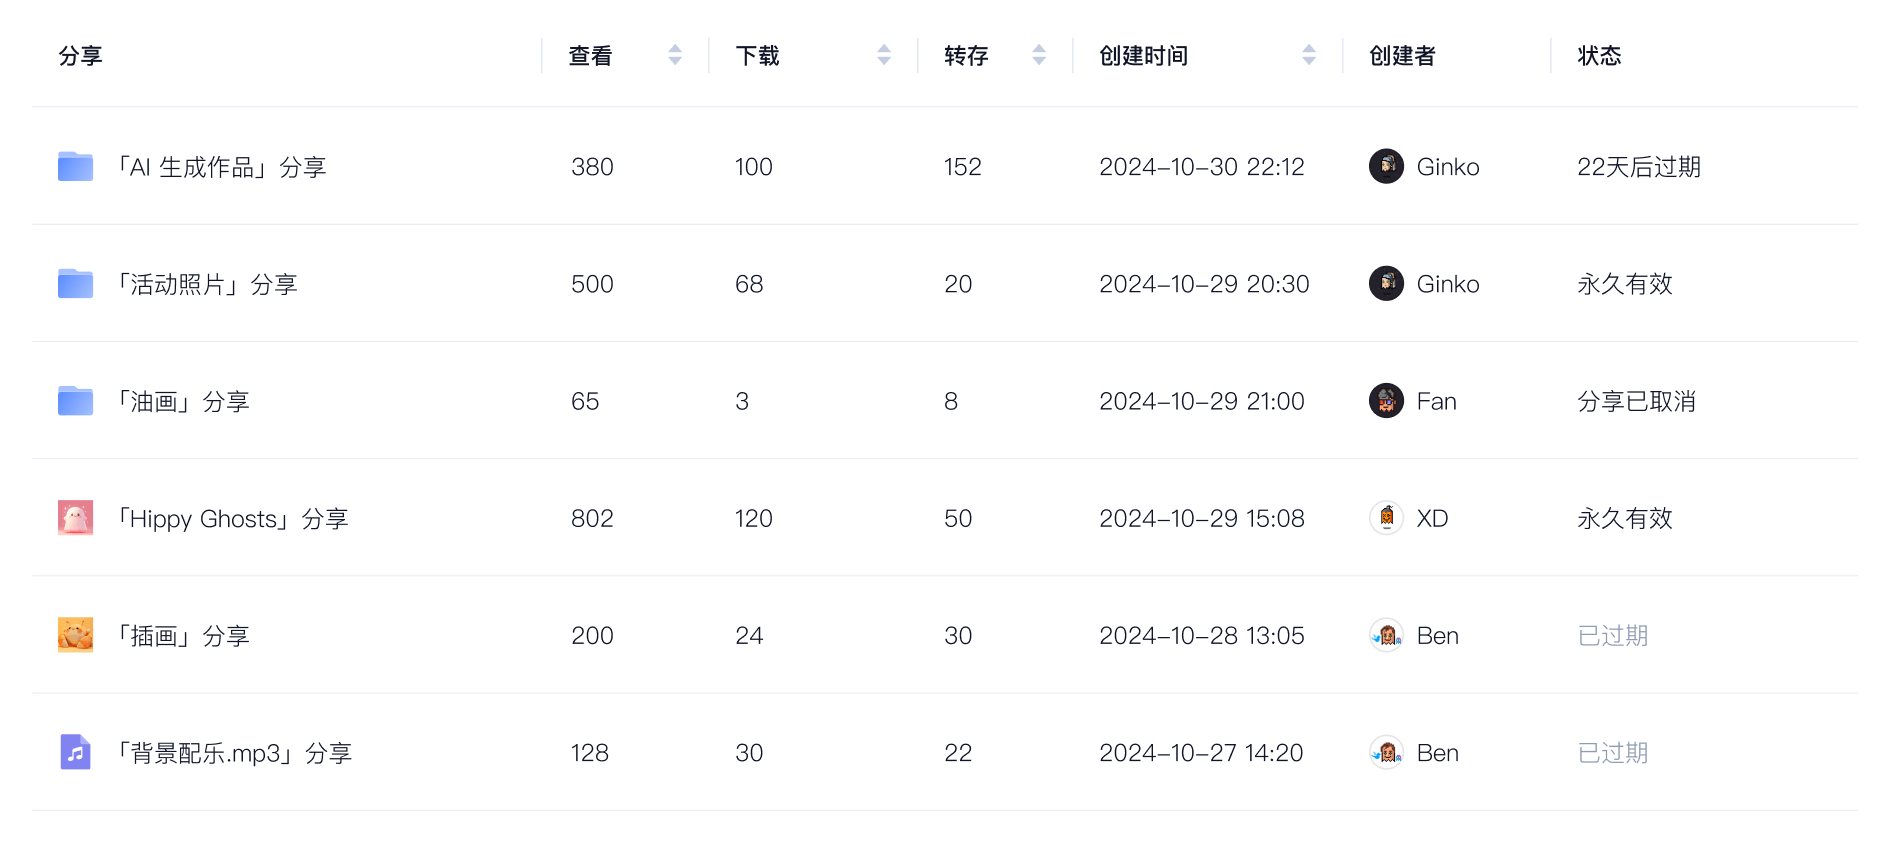 分享 查看 下载 转存 创建时间 创建者 状态
「AI 生成作品」分享 380 100 152 2024-10-30 22:12 Ginko 22天后过期
「活动照片」分享 500 68 20 2024-10-29 20:30 Ginko 永久有效
「油画」分享 65 3 8 2024-10-29 21:00 Fan 分享已取消
「Hippy Ghosts」分享 802 120 50 2024-10-29 15:08 XD 永久有效
「插画」分享 200 24 30 2024-10-28 13:05 Ben 已过期
「背景配乐.mp3」分享 128 30 22 2024-10-27 14:20 Ben 已过期